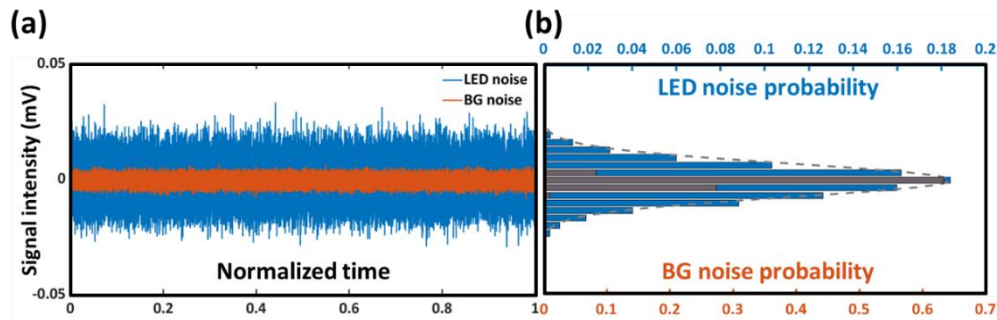 (a)
(b)
0 0.02 0.04 0.06 0.08 0.1 0.12 0.14 0.16 0.18 0.2
0.05
LED noise
BG noise
LED noise probability
Signal intensity (mV)
0
Normalized time
BG noise probability
-0.05
0 0.2 0.4 0.6 0.8 1
0 0.1 0.2 0.3 0.4 0.5 0.6 0.7